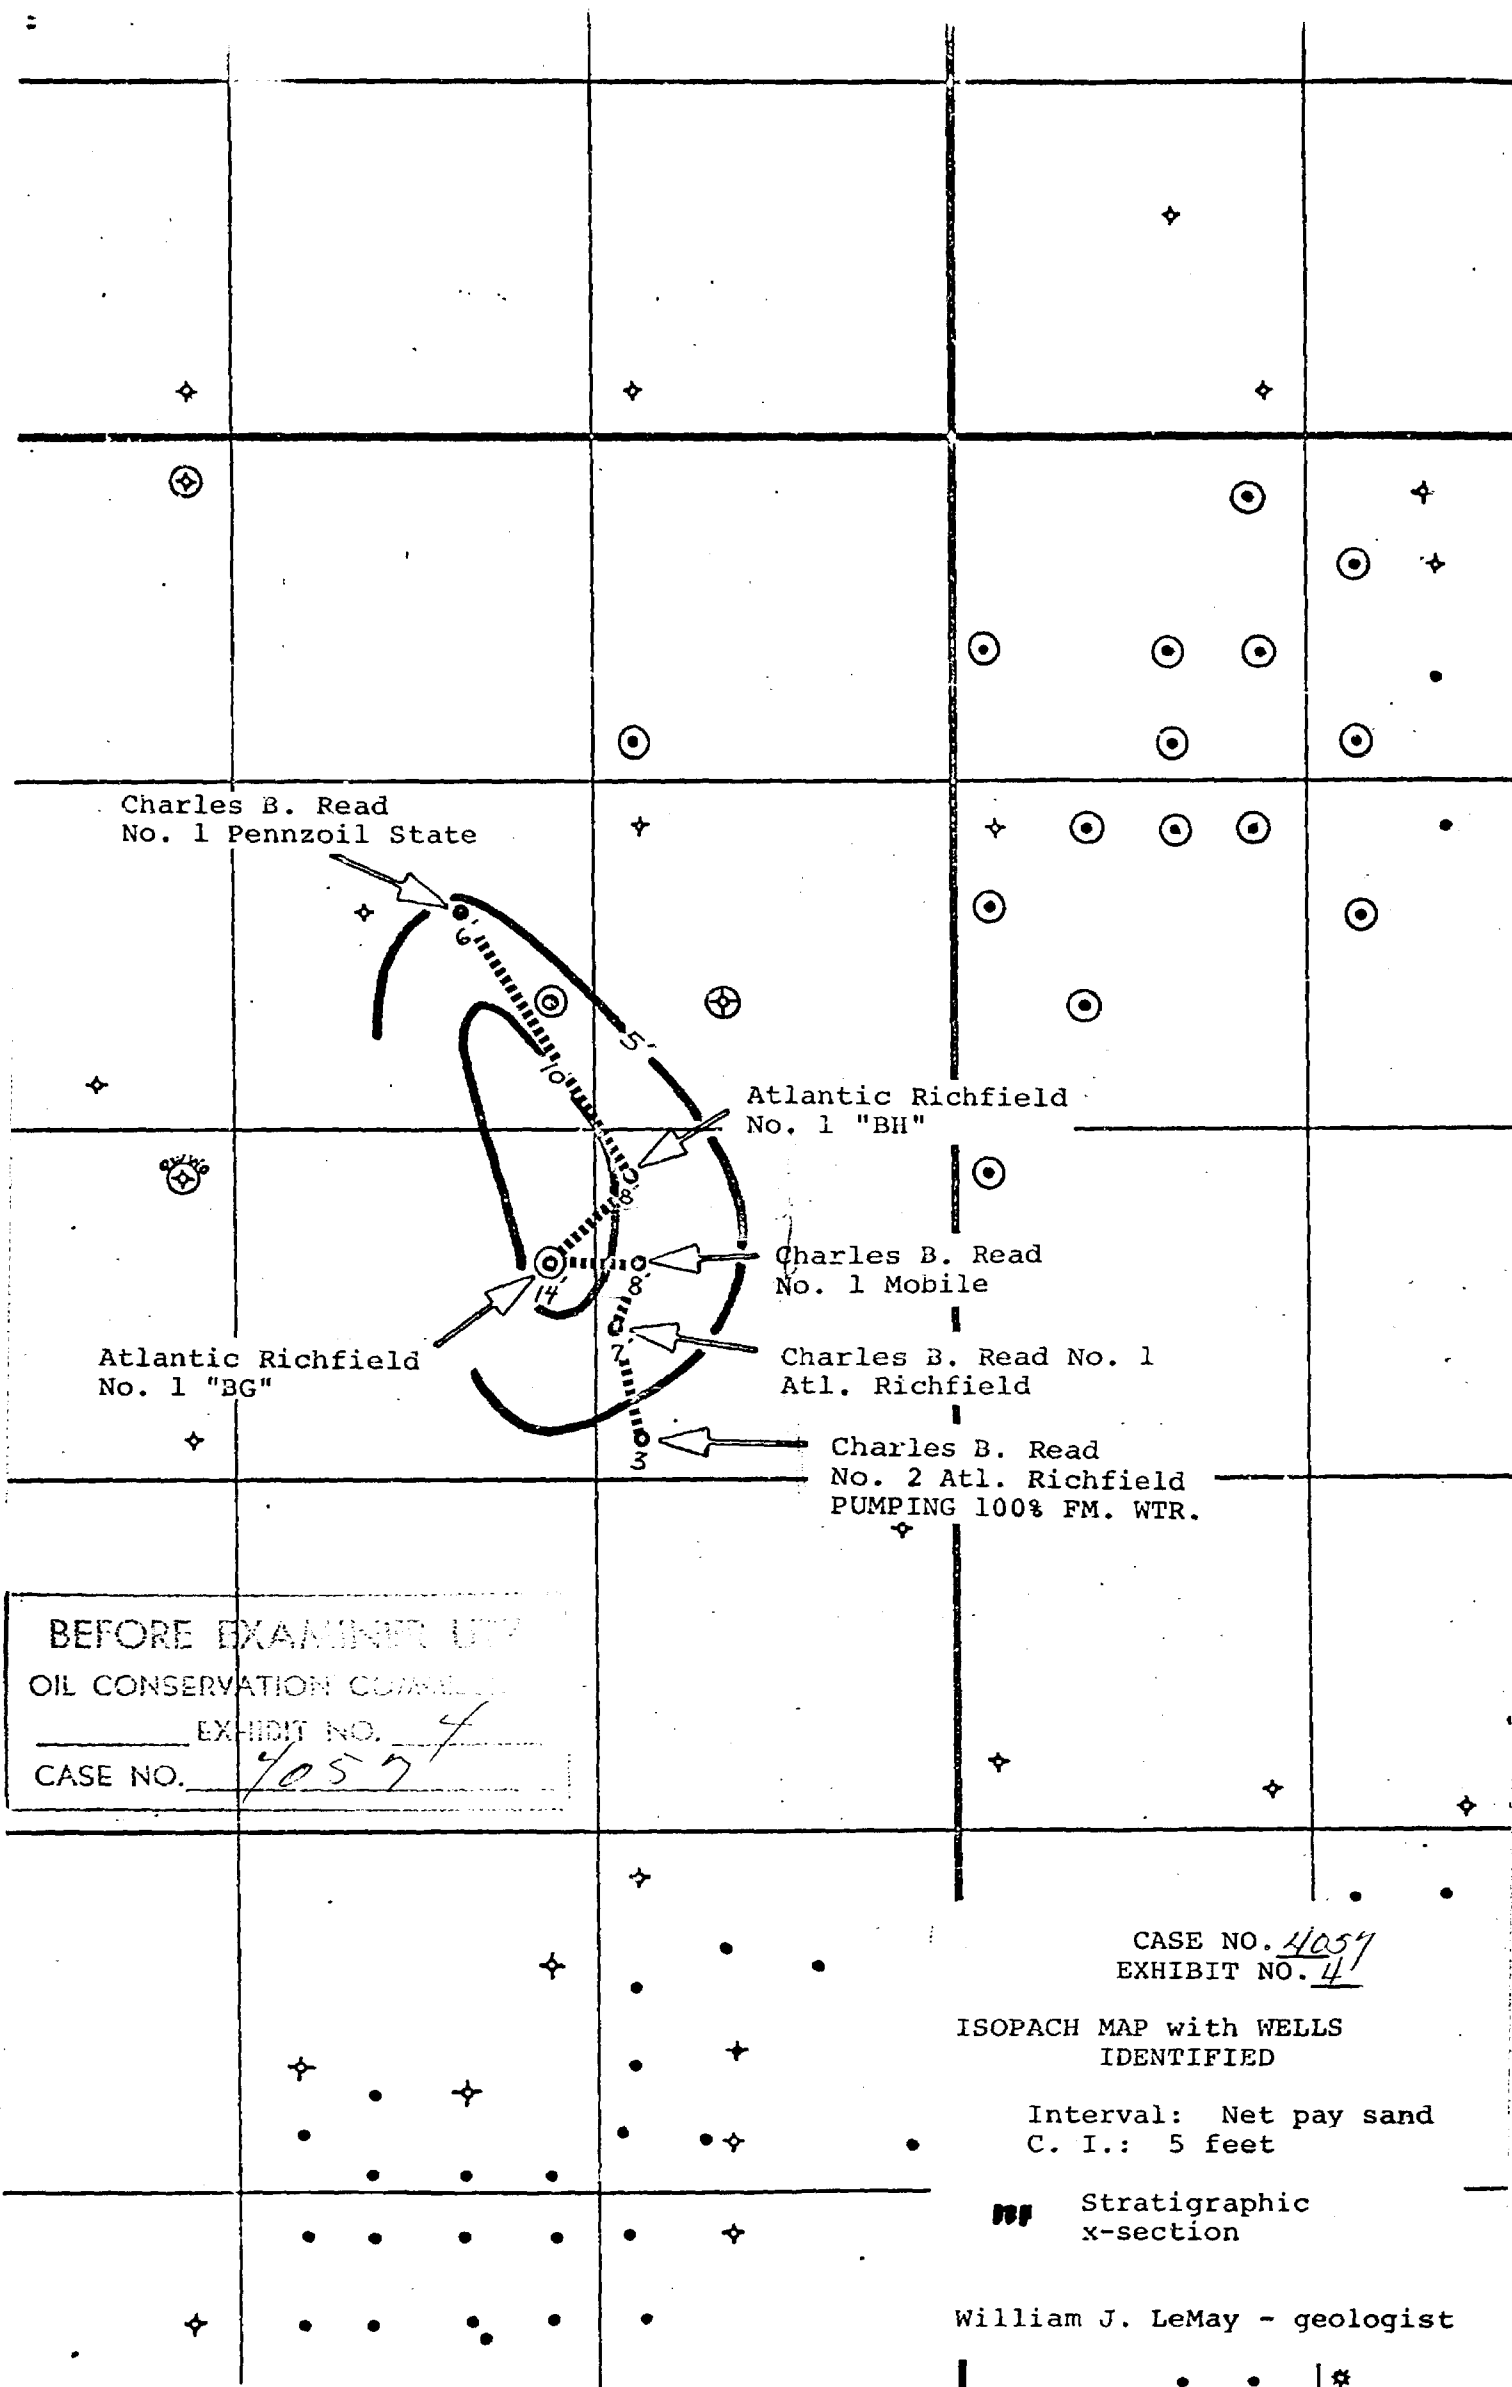 Charles B. Read
No. 1 Pennzoil State
6'
5'
10'
Atlantic Richfield
No. 1 "BH"
8'
Charles B. Read
No. 1 Mobile
8'
14'
7'
Atlantic Richfield
No. 1 "BG"
Charles B. Read No. 1
Atl. Richfield
3
Charles B. Read
No. 2 Atl. Richfield
PUMPING 100% FM. WTR.
BEFORE EXAMINER UTZ
OIL CONSERVATION
EXHIBIT NO. 4
CASE NO. 4057
CASE NO. 4057
EXHIBIT NO. 4
ISOPACH MAP with WELLS
IDENTIFIED
Interval: Net pay sand
C. I.: 5 feet
Stratigraphic
x-section
William J. LeMay - geologist